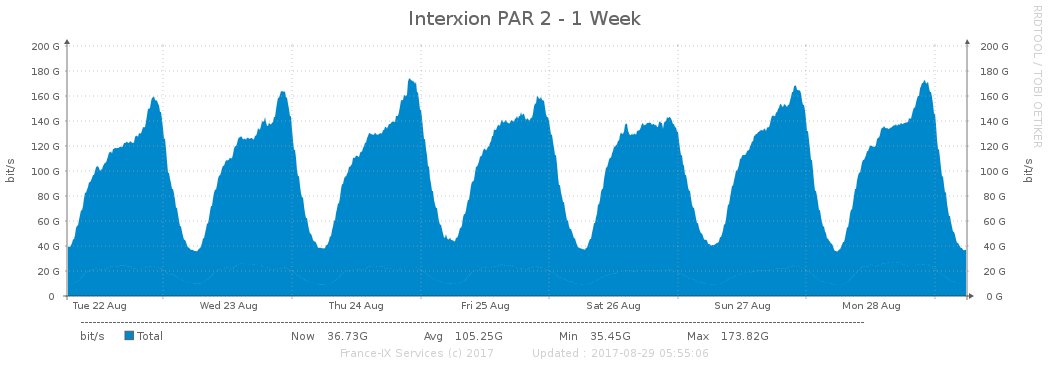 Interxion PAR 2 - 1 Week
RRDTOOL / TOBI OETIKER
200 G 200 G
180 G 180 G
160 G 160 G
140 G 140 G
120 G 120 G
100 G 100 G
80 G 80 G
60 G 60 G
40 G 40 G
20 G 20 G
0 0 G
bit/s bit/s
Tue 22 Aug Wed 23 Aug Thu 24 Aug Fri 25 Aug Sat 26 Aug Sun 27 Aug Mon 28 Aug
bit/s Total Now 36.73G Avg 105.25G Min 35.45G Max 173.82G
France-IX Services (c) 2017 Updated : 2017-08-29 05:55:06